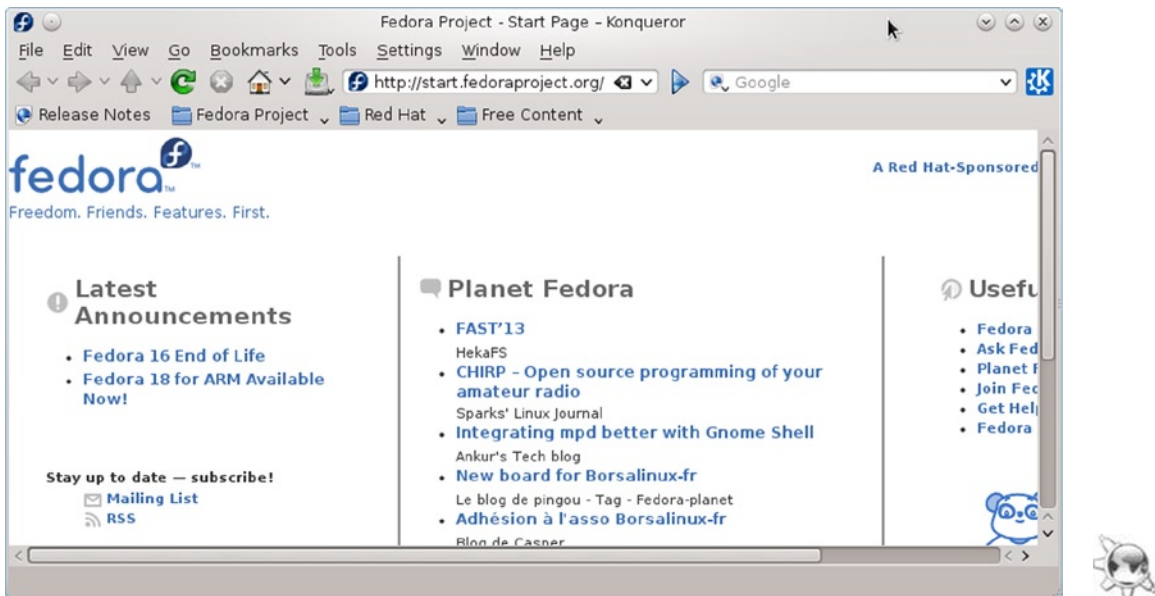 Fedora Project - Start Page – Konqueror
File Edit View Go Bookmarks Tools Settings Window Help
http://start.fedoraproject.org/ Google
Release Notes Fedora Project Red Hat Free Content
fedora™
A Red Hat-Sponsored
Freedom. Friends. Features. First.
Latest
Announcements
• Fedora 16 End of Life
• Fedora 18 for ARM Available
Now!
Stay up to date — subscribe!
Mailing List
RSS
Planet Fedora
• FAST’13
HekaFS
• CHIRP – Open source programming of your
amateur radio
Sparks' Linux Journal
• Integrating mpd better with Gnome Shell
Ankur's Tech blog
• New board for Borsalinux-fr
Le blog de pingou - Tag - Fedora-planet
• Adhésion à l'asso Borsalinux-fr
Blog de Casper
Usefu
• Fedora
• Ask Fed
• Planet F
• Join Fed
• Get Help
• Fedora